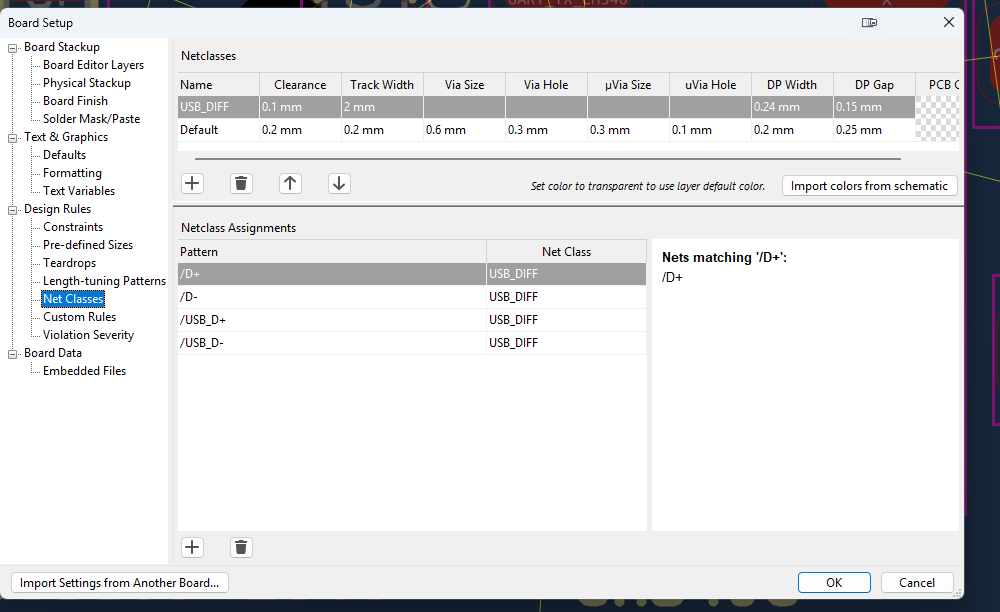 UART_TX_CH340
Board Setup
Board Stackup
Board Editor Layers
Physical Stackup
Board Finish
Solder Mask/Paste
Text & Graphics
Defaults
Formatting
Text Variables
Design Rules
Constraints
Pre-defined Sizes
Teardrops
Length-tuning Patterns
Net Classes
Custom Rules
Violation Severity
Board Data
Embedded Files
Netclasses
Name Clearance Track Width Via Size Via Hole µVia Size uVia Hole DP Width DP Gap PCB C
USB_DIFF 0.1 mm 2 mm 0.24 mm 0.15 mm
Default 0.2 mm 0.2 mm 0.6 mm 0.3 mm 0.3 mm 0.1 mm 0.2 mm 0.25 mm
Set color to transparent to use layer default color.
Import colors from schematic
Netclass Assignments
Pattern Net Class
/D+ USB_DIFF
/D- USB_DIFF
/USB_D+ USB_DIFF
/USB_D- USB_DIFF
Nets matching '/D+':
/D+
Import Settings from Another Board...
OK
Cancel